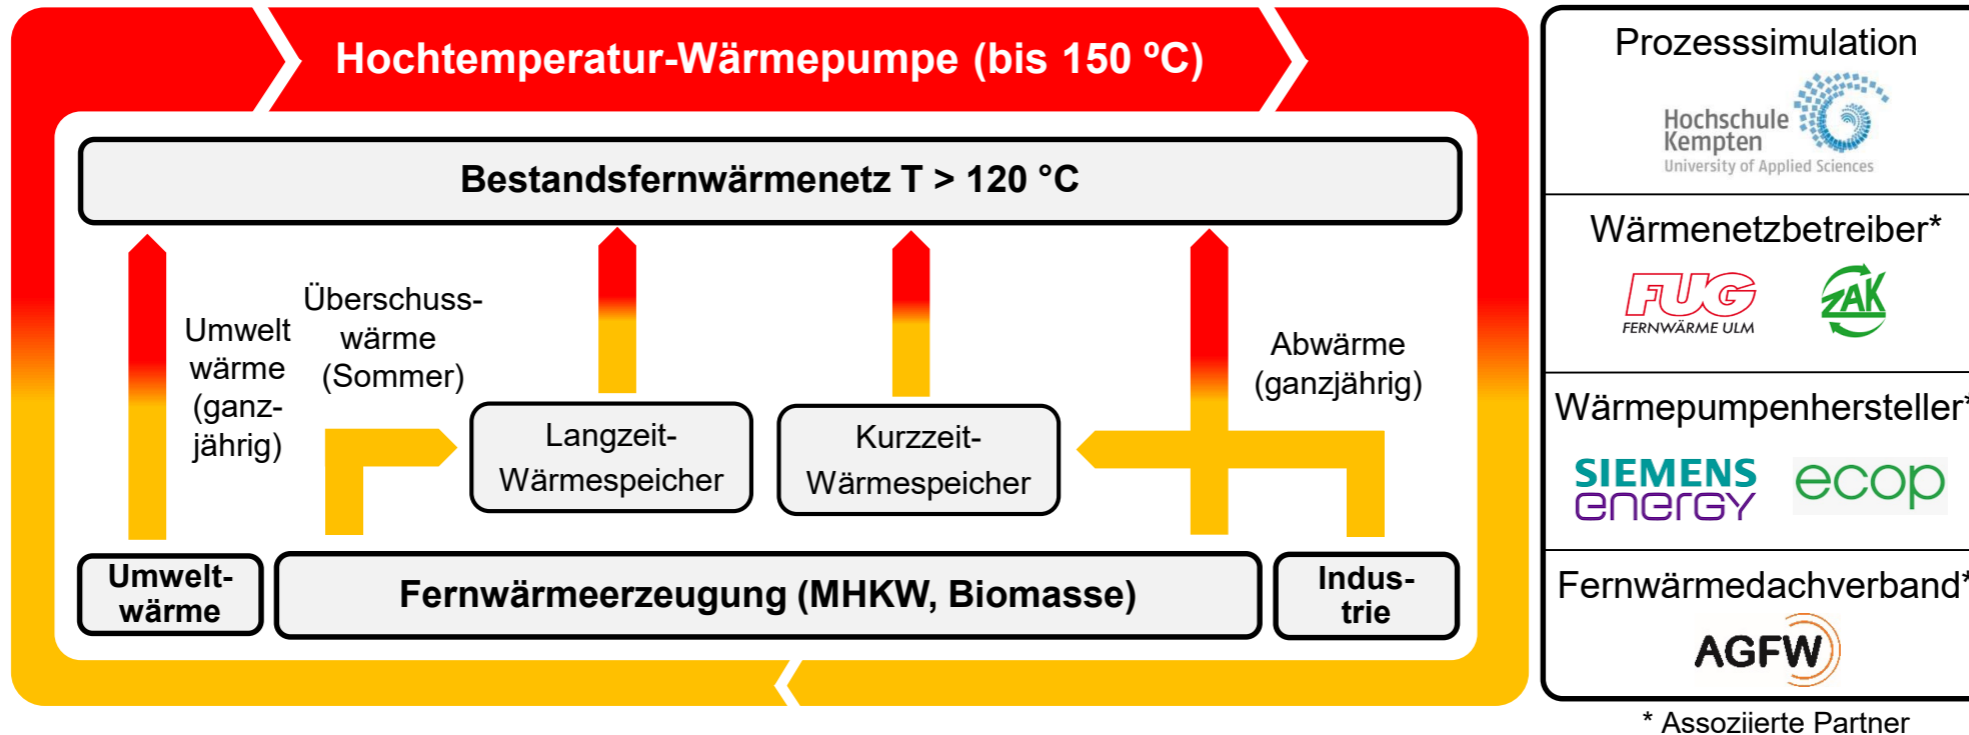 Hochtemperatur-Wärmepumpe (bis 150 ºC)
Bestandsfernwärmenetz T > 120 °C
Umwelt
wärme
(ganz-
jährig)
Überschuss-
wärme
(Sommer)
Langzeit-
Wärmespeicher
Kurzzeit-
Wärmespeicher
Abwärme
(ganzjährig)
Umwelt-
wärme
Fernwärmeerzeugung (MHKW, Biomasse)
Indus-
trie
Prozesssimulation
Hochschule
Kempten
University of Applied Sciences
Wärmenetzbetreiber*
FUG
FERNWÄRME ULM
ZAK
Wärmepumpenhersteller*
SIEMENS
energy
ecop
Fernwärmedachverband*
AGFW
* Assoziierte Partner